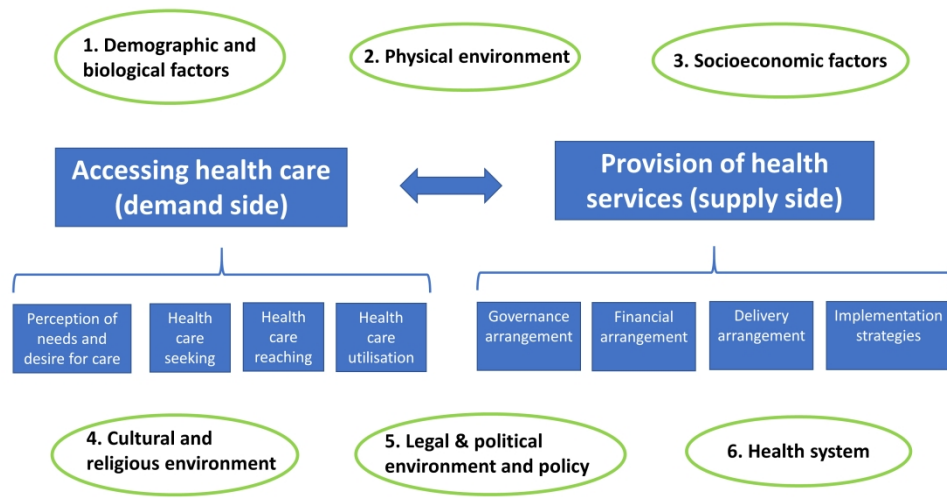 1. Demographic and
biological factors
2. Physical environment
3. Socioeconomic factors
Accessing health care
(demand side)
Provision of health
services (supply side)
Perception of
needs and
desire for care
Health
care
seeking
Health
care
reaching
Health
care
utilisation
Governance
arrangement
Financial
arrangement
Delivery
arrangement
Implementation
strategies
4. Cultural and
religious environment
5. Legal & political
environment and policy
6. Health system